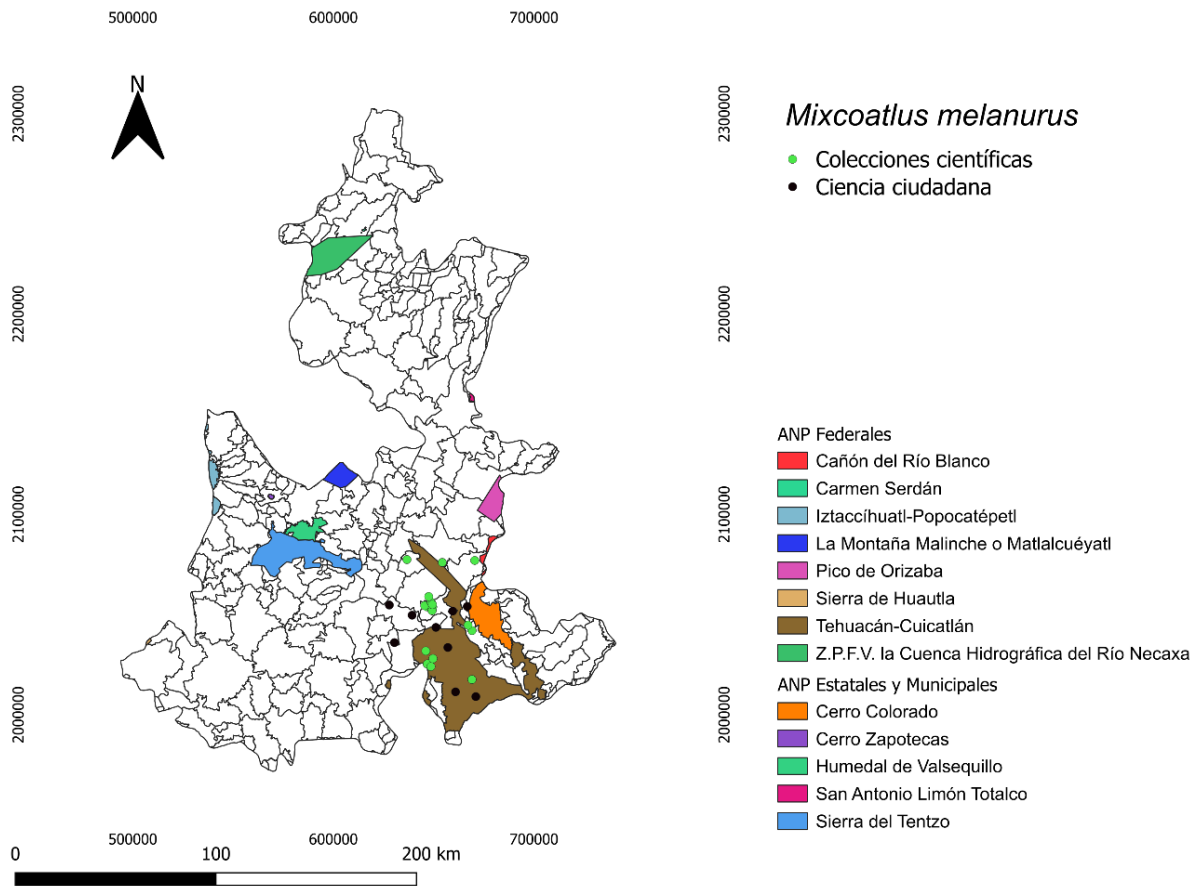 500000
600000
700000
N
2300000
2300000
Mixcoatlus melanurus
Colecciones científicas
Ciencia ciudadana
2200000
2200000
ANP Federales
Cañón del Río Blanco
Carmen Serdán
Iztaccíhuatl-Popocatépetl
La Montaña Malinche o Matlalcuéyatl
Pico de Orizaba
Sierra de Huautla
Tehuacán-Cuicatlán
Z.P.F.V. la Cuenca Hidrográfica del Río Necaxa
ANP Estatales y Municipales
Cerro Colorado
Cerro Zapotecas
Humedal de Valsequillo
San Antonio Limón Totalco
Sierra del Tentzo
2100000
2100000
2000000
2000000
500000
600000
700000
0
100
200 km